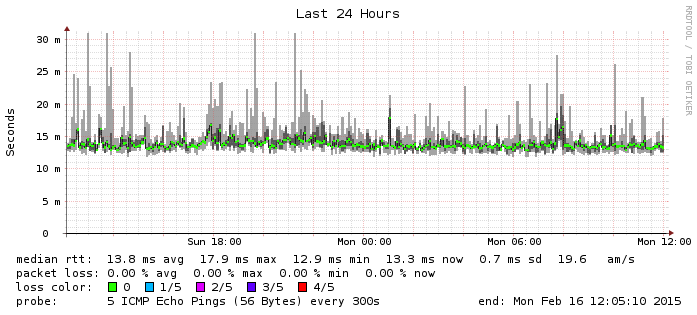 Last 24 Hours
RRDTOOL / TOBI OETIKER
Seconds
30 m
25 m
20 m
15 m
10 m
5 m
0
Sun 18:00 Mon 00:00 Mon 06:00 Mon 12:00
median rtt: 13.8 ms avg 17.9 ms max 12.9 ms min 13.3 ms now 0.7 ms sd 19.6 am/s
packet loss: 0.00 % avg 0.00 % max 0.00 % min 0.00 % now
loss color: 0 1/5 2/5 3/5 4/5
probe: 5 ICMP Echo Pings (56 Bytes) every 300s end: Mon Feb 16 12:05:10 2015